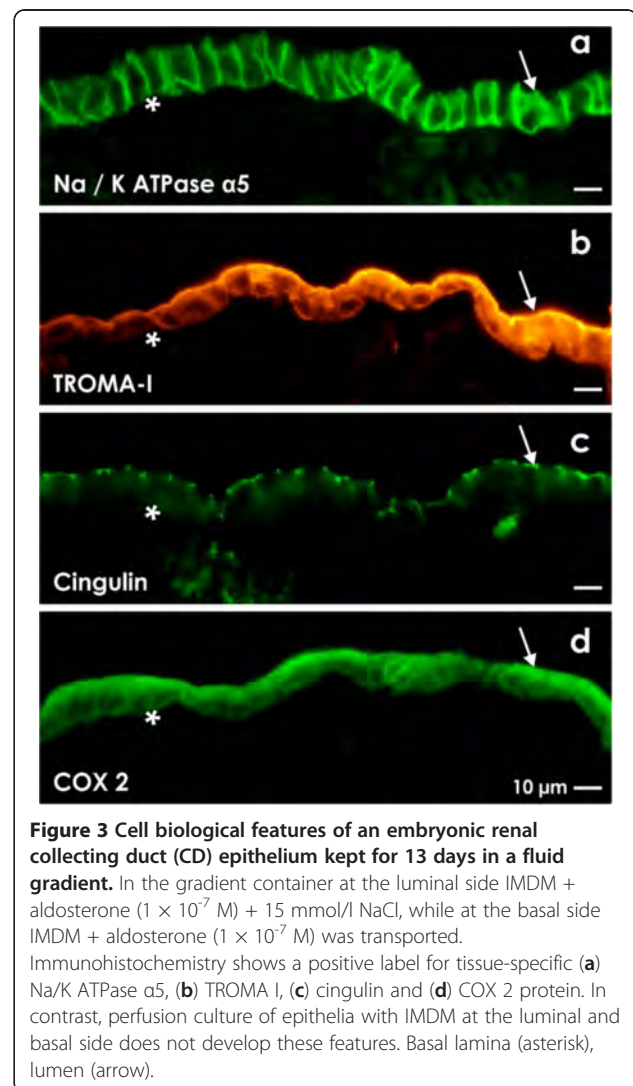 a
*
Na / K ATPase α5
b
*
TROMA-I
c
*
Cingulin
d
*
COX 2
10 µm
Figure 3 Cell biological features of an embryonic renal
collecting duct (CD) epithelium kept for 13 days in a fluid
gradient. In the gradient container at the luminal side IMDM +
aldosterone (1 × 10⁻⁷ M) + 15 mmol/l NaCl, while at the basal side
IMDM + aldosterone (1 × 10⁻⁷ M) was transported.
Immunohistochemistry shows a positive label for tissue-specific (a)
Na/K ATPase α5, (b) TROMA I, (c) cingulin and (d) COX 2 protein. In
contrast, perfusion culture of epithelia with IMDM at the luminal and
basal side does not develop these features. Basal lamina (asterisk),
lumen (arrow).